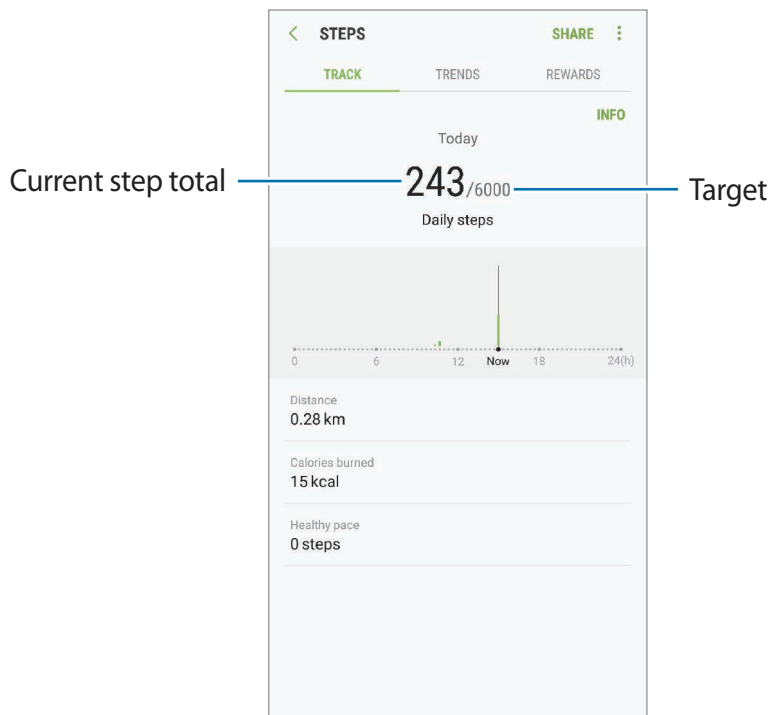 STEPS SHARE
TRACK TRENDS REWARDS
INFO
Today
Current step total 243/6000 Target
Daily steps
0 6 12 Now 18 24(h)
Distance
0.28 km
Calories burned
15 kcal
Healthy pace
0 steps